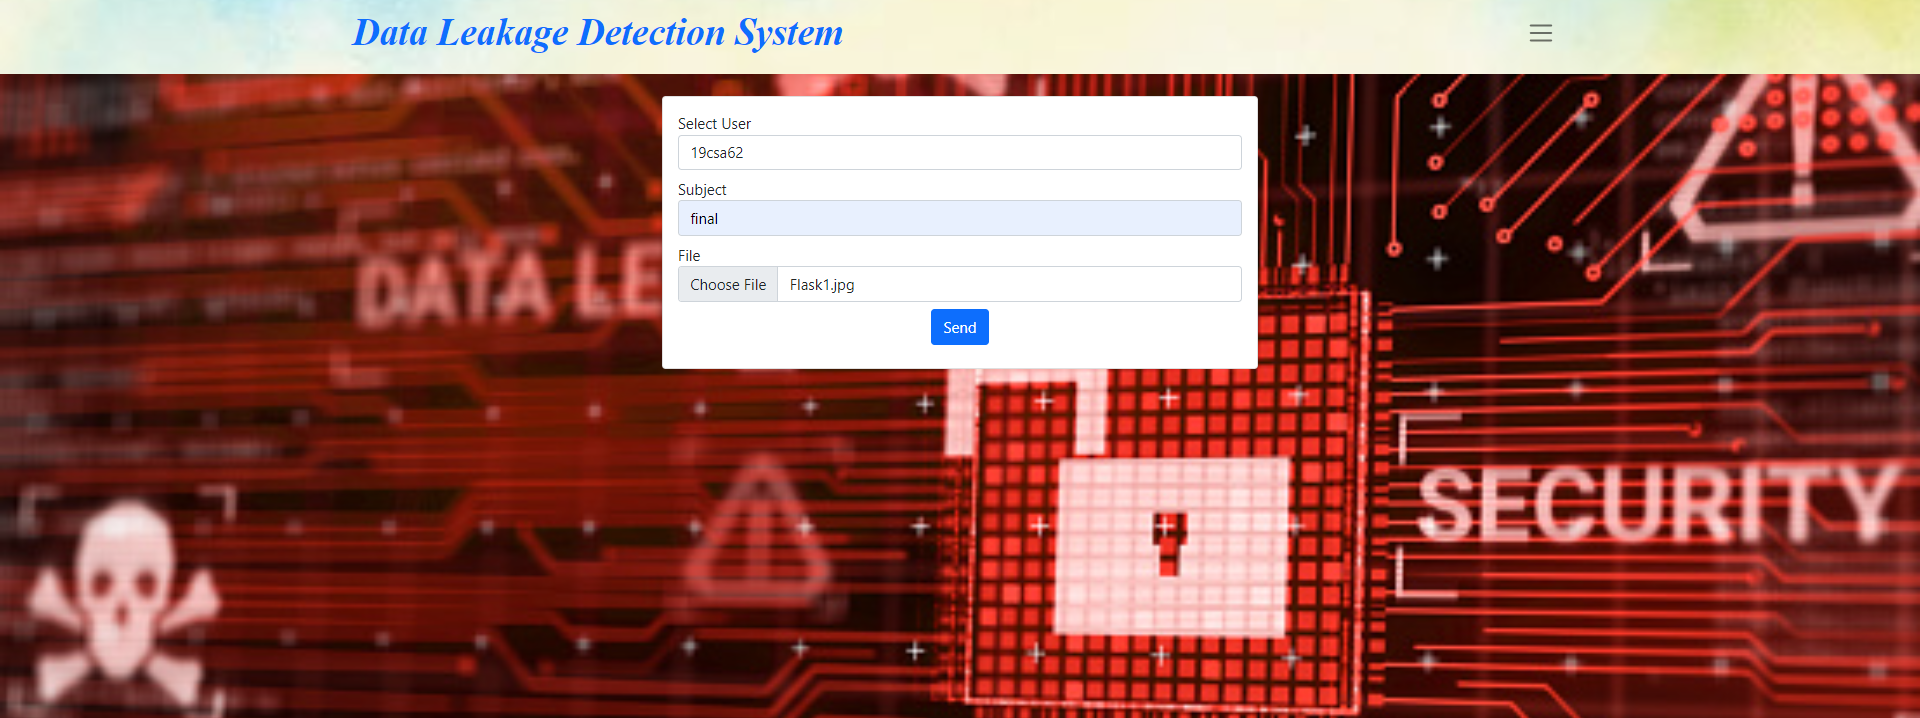 Data Leakage Detection System
Select User
19csa62
Subject
final
File
Choose File Flask1.jpg
Send
DATA LE
SECURITY